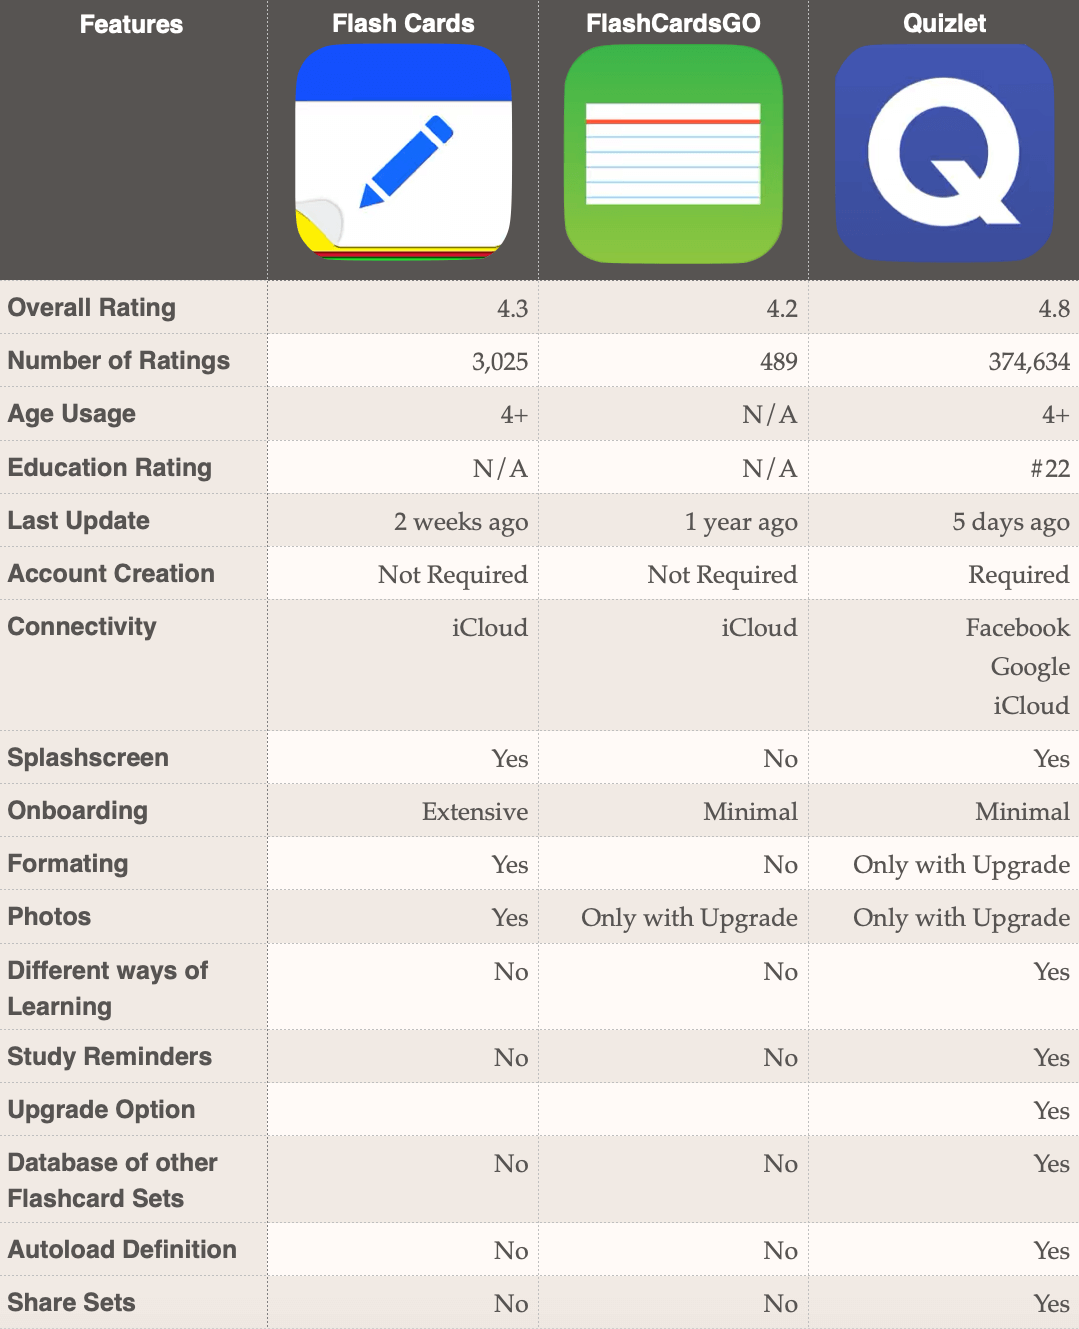 Features Flash Cards FlashCardsGO Quizlet
Overall Rating 4.3 4.2 4.8
Number of Ratings 3,025 489 374,634
Age Usage 4+ N/A 4+
Education Rating N/A N/A #22
Last Update 2 weeks ago 1 year ago 5 days ago
Account Creation Not Required Not Required Required
Connectivity iCloud iCloud Facebook
Google
iCloud
Splashscreen Yes No Yes
Onboarding Extensive Minimal Minimal
Formating Yes No Only with Upgrade
Photos Yes Only with Upgrade Only with Upgrade
Different ways of No No Yes
Learning
Study Reminders No No Yes
Upgrade Option Yes
Database of other No No Yes
Flashcard Sets
Autoload Definition No No Yes
Share Sets No No Yes